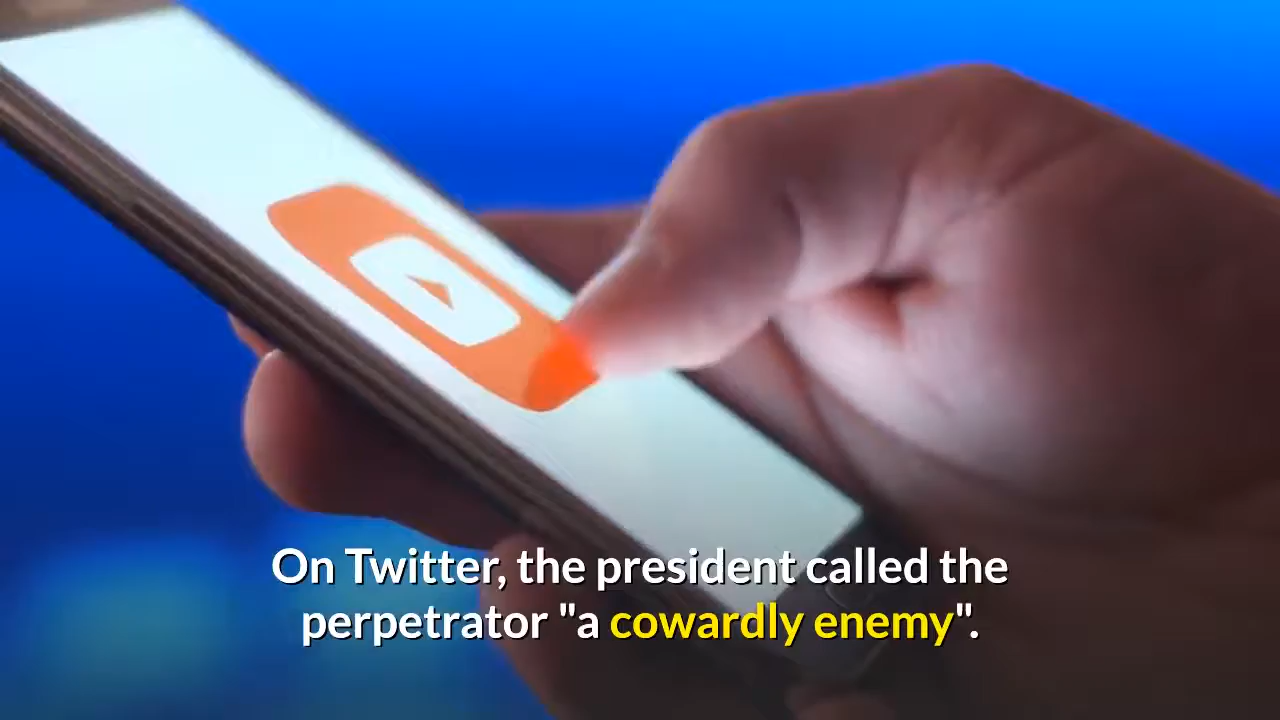 On Twitter, the president called the
perpetrator "a cowardly enemy".